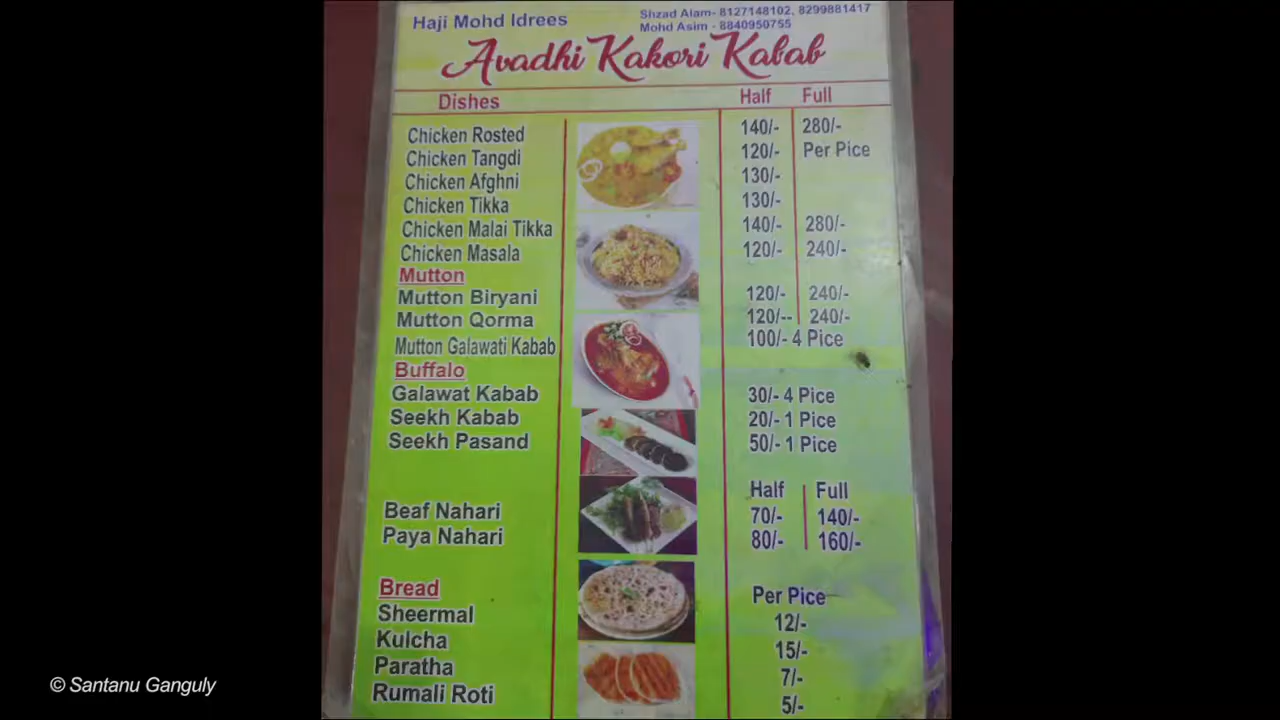 Haji Mohd Idrees
Shzad Alam- 8127148102, 8299881417
Mohd Asim - 8840950755
Avadhi Kakori Kabab
Dishes Half Full
Chicken Rosted 140/- 280/-
Chicken Tangdi 120/- Per Pice
Chicken Afghni 130/-
Chicken Tikka 130/-
Chicken Malai Tikka 140/- 280/-
Chicken Masala 120/- 240/-
Mutton
Mutton Biryani 120/- 240/-
Mutton Qorma 120/-- 240/-
Mutton Galawati Kabab 100/- 4 Pice
Buffalo
Galawat Kabab 30/- 4 Pice
Seekh Kabab 20/- 1 Pice
Seekh Pasand 50/- 1 Pice
Half Full
Beaf Nahari 70/- 140/-
Paya Nahari 80/- 160/-
Bread Per Pice
Sheermal 12/-
Kulcha 15/-
Paratha 7/-
Rumali Roti 5/-
© Santanu Ganguly